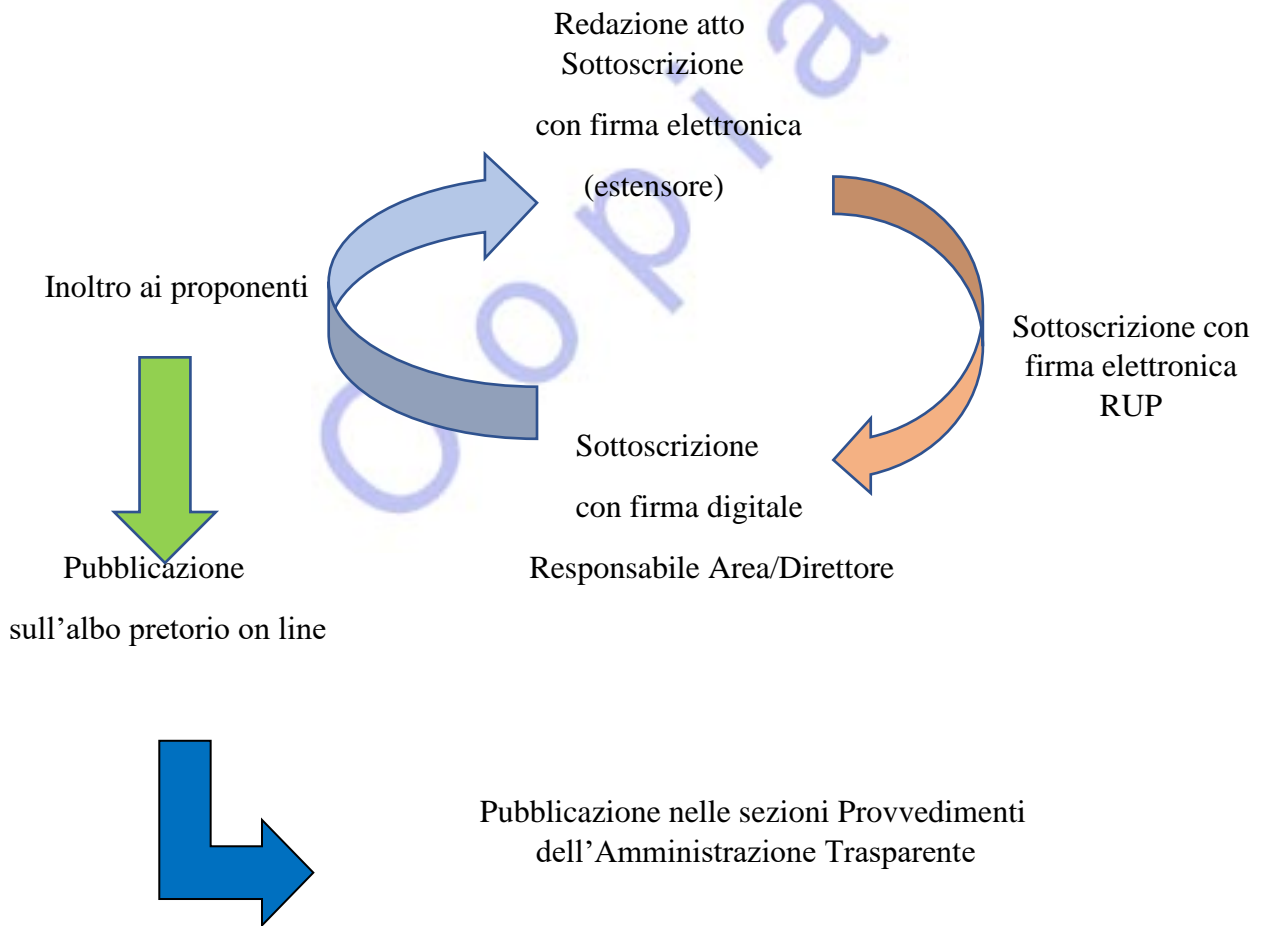 Redazione atto
Sottoscrizione
con firma elettronica
(estensore)
Inoltro ai proponenti
Sottoscrizione con
firma elettronica
RUP
Sottoscrizione
con firma digitale
Responsabile Area/Direttore
Pubblicazione
sull’albo pretorio on line
Pubblicazione nelle sezioni Provvedimenti
dell’Amministrazione Trasparente
Copia